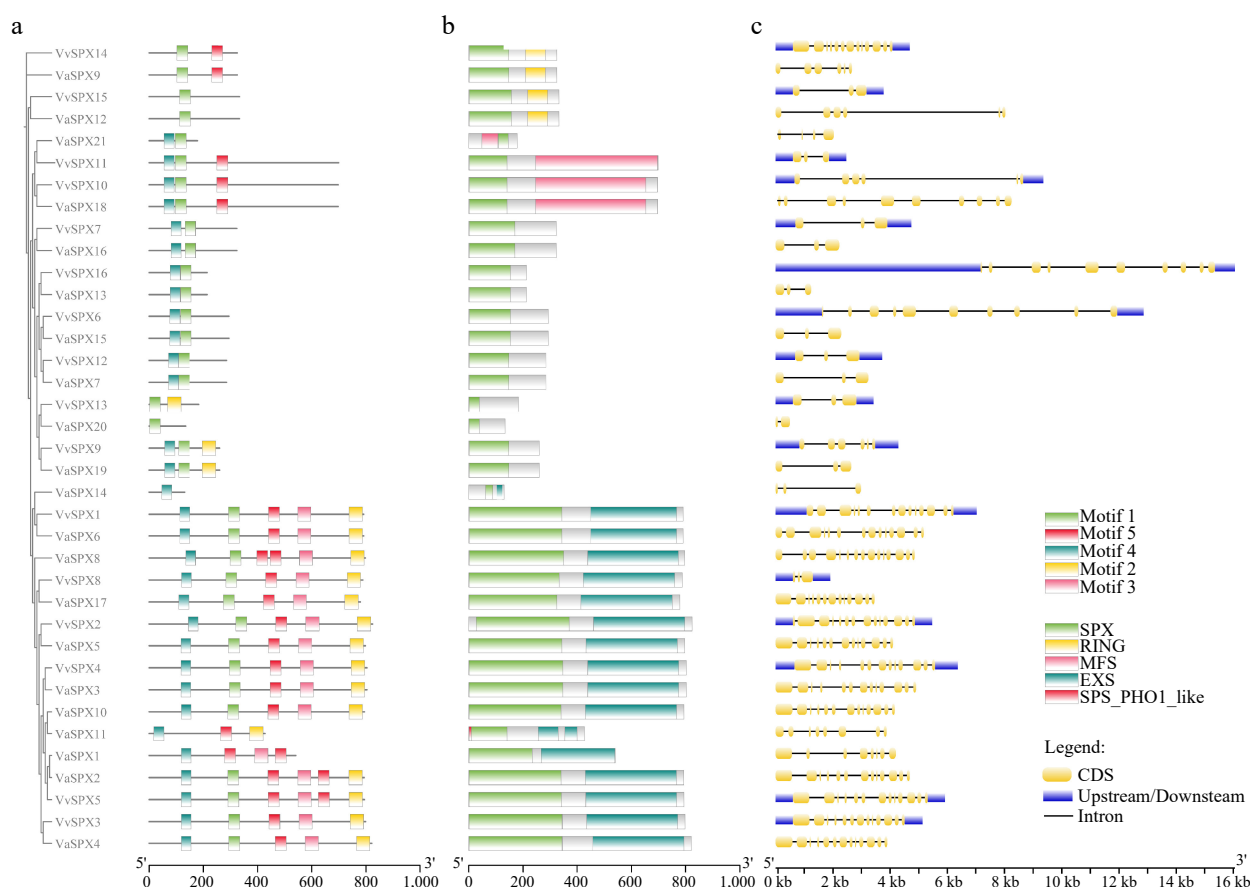 a
b
c
VvSPX14
VaSPX9
VvSPX15
VaSPX12
VaSPX21
VvSPX11
VvSPX10
VaSPX18
VvSPX7
VaSPX16
VvSPX16
VaSPX13
VvSPX6
VaSPX15
VvSPX12
VaSPX7
VvSPX13
VaSPX20
VvSPX9
VaSPX19
VaSPX14
VvSPX1
VaSPX6
VaSPX8
VvSPX8
VaSPX17
VvSPX2
VaSPX5
VvSPX4
VaSPX3
VaSPX10
VaSPX11
VaSPX1
VaSPX2
VvSPX5
VvSPX3
VaSPX4
Motif 1
Motif 5
Motif 4
Motif 2
Motif 3
SPX
RING
MFS
EXS
SPS_PHO1_like
Legend:
CDS
Upstream/Downsteam
Intron
5' 3'
0 200 400 600 800 1.000
5' 3'
0 200 400 600 800 1.000
5' 3'
0 kb 2 kb 4 kb 6 kb 8 kb 10 kb 12 kb 14 kb 16 kb